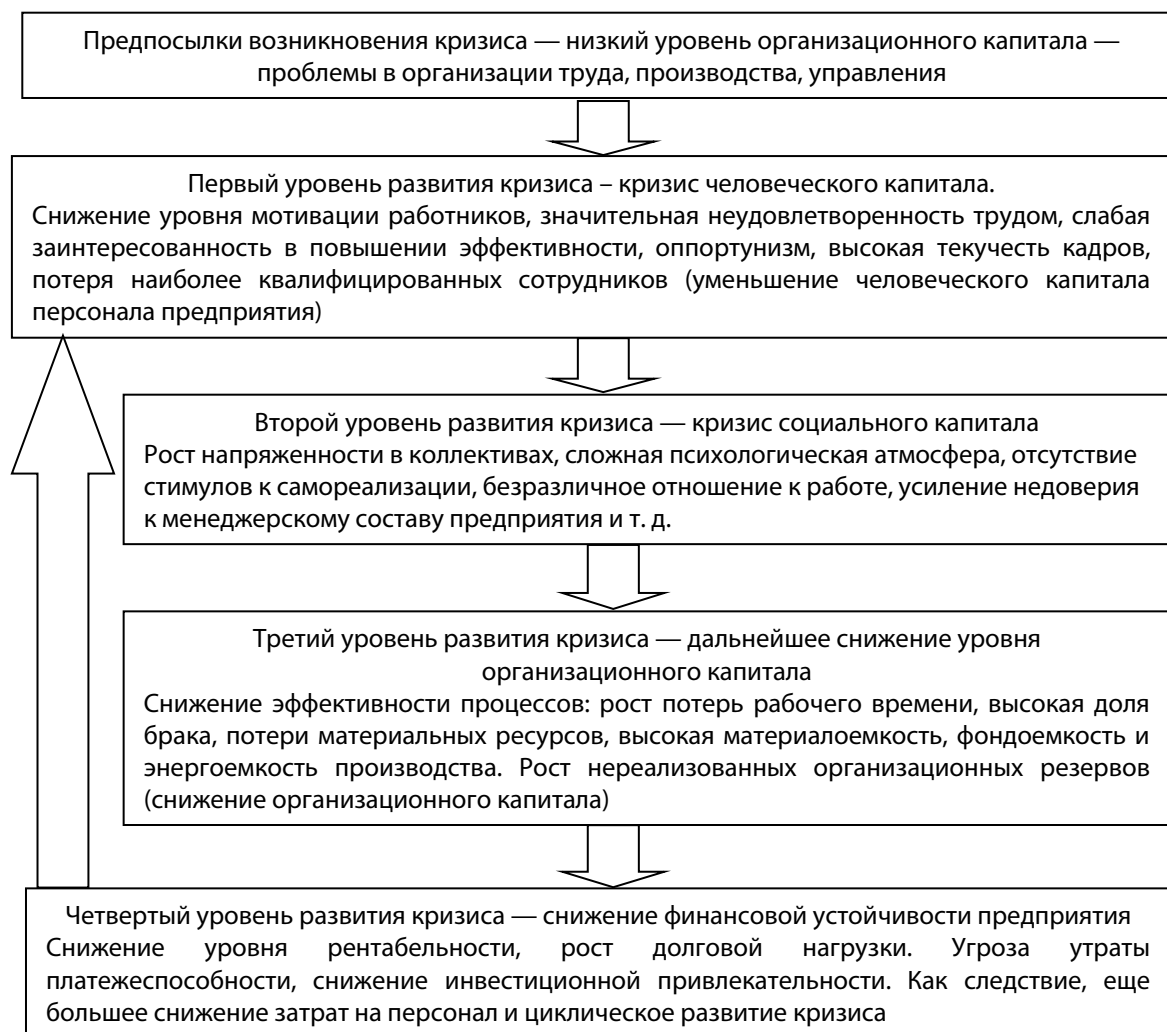 Предпосылки возникновения кризиса — низкий уровень организационного капитала —
проблемы в организации труда, производства, управления
Первый уровень развития кризиса – кризис человеческого капитала.
Снижение уровня мотивации работников, значительная неудовлетворенность трудом, слабая
заинтересованность в повышении эффективности, оппортунизм, высокая текучесть кадров,
потеря наиболее квалифицированных сотрудников (уменьшение человеческого капитала
персонала предприятия)
Второй уровень развития кризиса — кризис социального капитала
Рост напряженности в коллективах, сложная психологическая атмосфера, отсутствие
стимулов к самореализации, безразличное отношение к работе, усиление недоверия
к менеджерскому составу предприятия и т. д.
Третий уровень развития кризиса — дальнейшее снижение уровня
организационного капитала
Снижение эффективности процессов: рост потерь рабочего времени, высокая доля
брака, потери материальных ресурсов, высокая материалоемкость, фондоемкость и
энергоемкость производства. Рост нереализованных организационных резервов
(снижение организационного капитала)
Четвертый уровень развития кризиса — снижение финансовой устойчивости предприятия
Снижение уровня рентабельности, рост долговой нагрузки. Угроза утраты
платежеспособности, снижение инвестиционной привлекательности. Как следствие, еще
большее снижение затрат на персонал и циклическое развитие кризиса